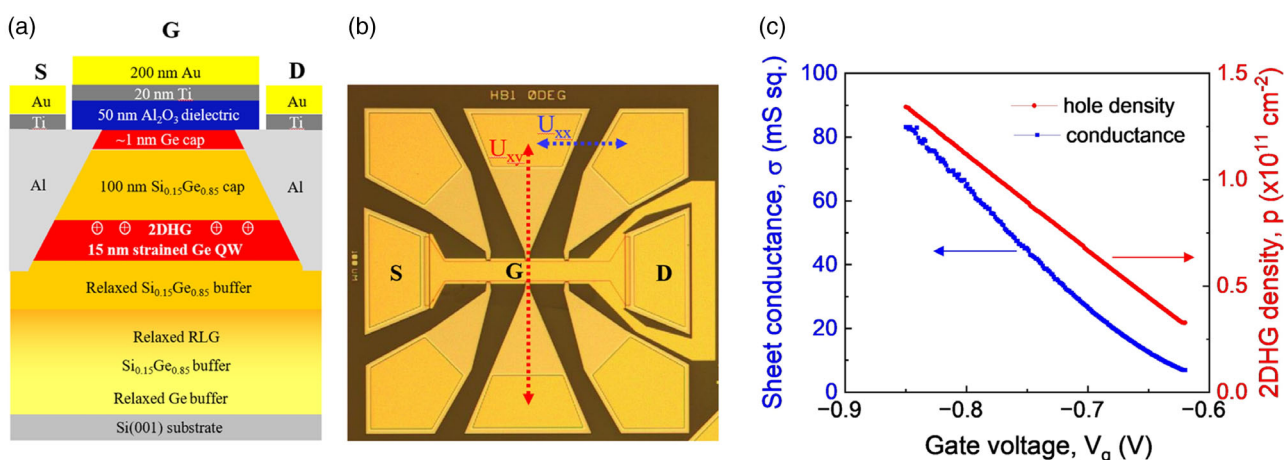 (a)
G
S
D
200 nm Au
20 nm Ti
Au
Au
50 nm Al₂O₃ dielectric
Ti
Ti
~1 nm Ge cap
Al
100 nm Si₀.₁₅Ge₀.₈₅ cap
Al
2DHG
15 nm strained Ge QW
Relaxed Si₀.₁₅Ge₀.₈₅ buffer
Relaxed RLG
Si₀.₁₅Ge₀.₈₅ buffer
Relaxed Ge buffer
Si(001) substrate
(b)
HB1 0DEG
Uxx
Uxy
S
G
D
100 UM
(c)
100
80
60
40
20
0
Sheet conductance, σ (mS sq.)
hole density
conductance
1.5
1.0
0.5
0.0
2DHG density, p (x10¹¹ cm⁻²)
−0.9
−0.8
−0.7
−0.6
Gate voltage, Vg (V)